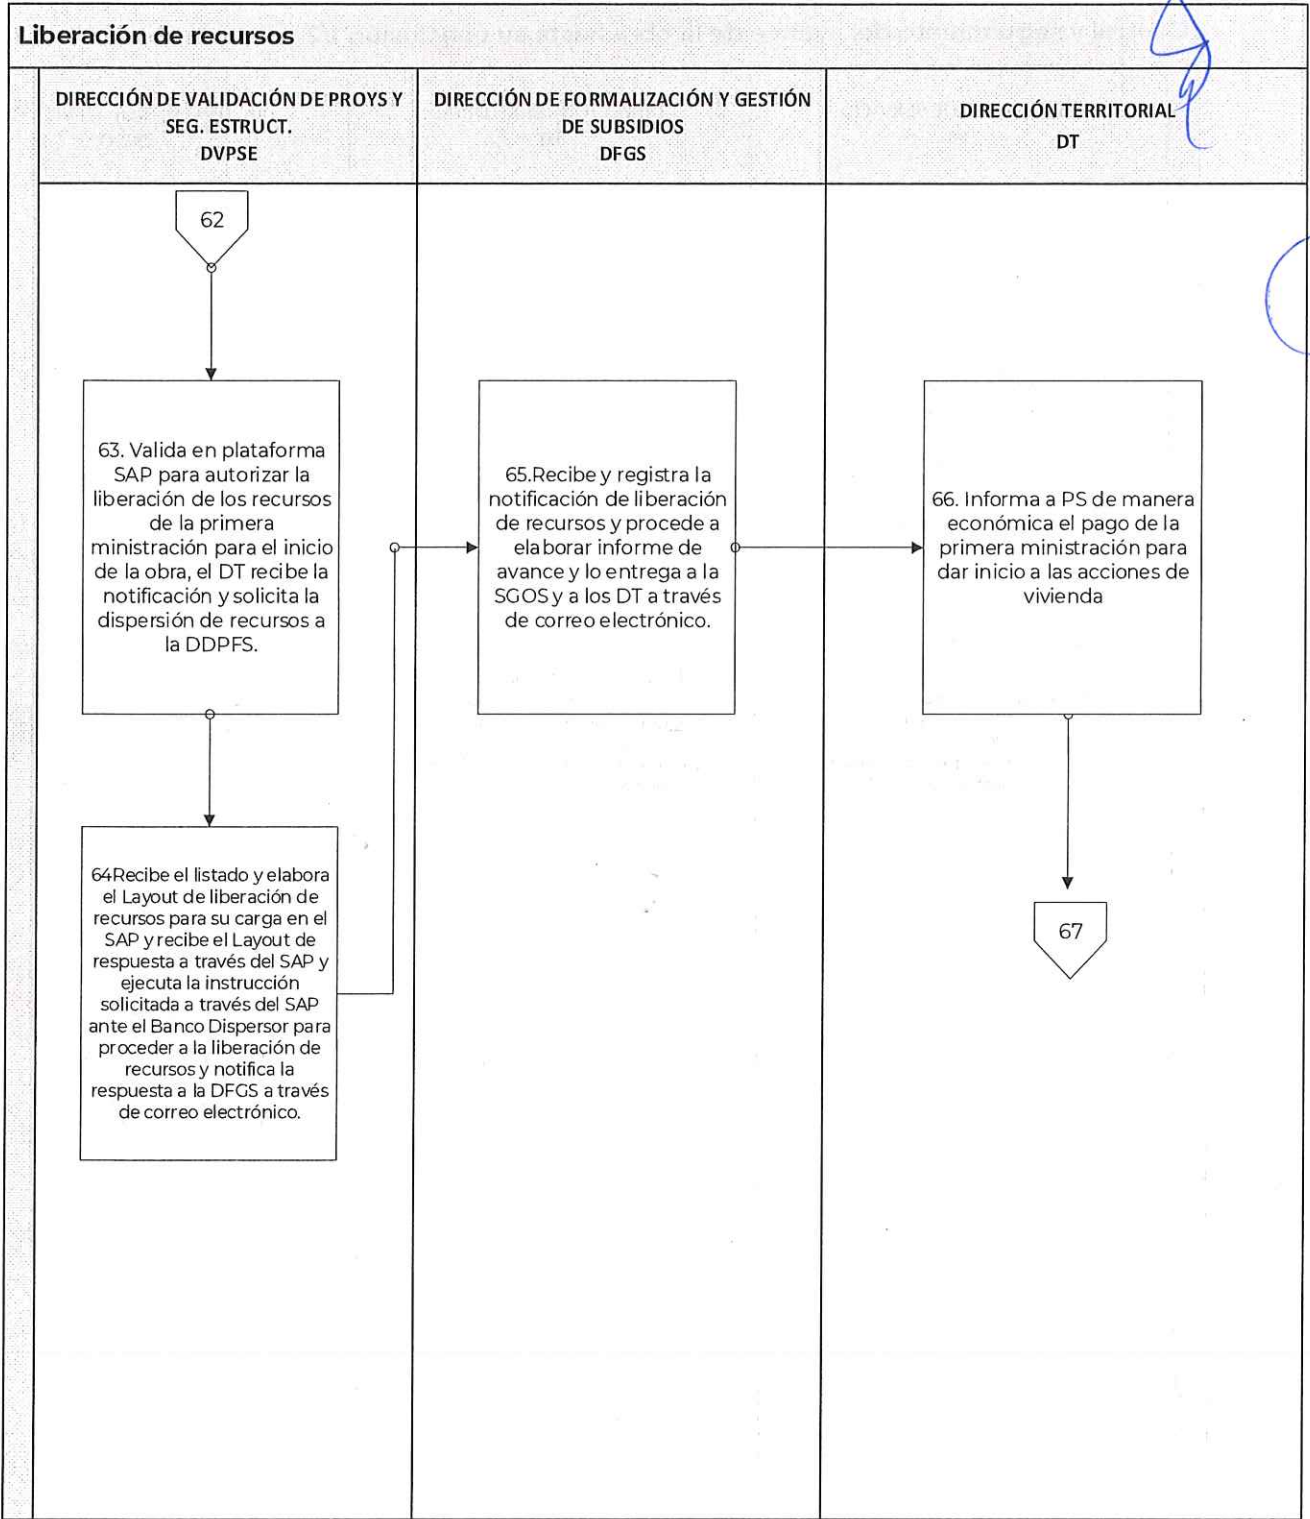 Liberación de recursos
DIRECCIÓN DE VALIDACIÓN DE PROYS Y
SEG. ESTRUCT.
DVPSE
DIRECCIÓN DE FORMALIZACIÓN Y GESTIÓN
DE SUBSIDIOS
DFGS
DIRECCIÓN TERRITORIAL
DT
62
63. Valida en plataforma
SAP para autorizar la
liberación de los recursos
de la primera
ministración para el inicio
de la obra, el DT recibe la
notificación y solicita la
dispersión de recursos a
la DDPFS.
64Recibe el listado y elabora
el Layout de liberación de
recursos para su carga en el
SAP y recibe el Layout de
respuesta a través del SAP y
ejecuta la instrucción
solicitada a través del SAP
ante el Banco Dispersor para
proceder a la liberación de
recursos y notifica la
respuesta a la DFGS a través
de correo electrónico.
65.Recibe y registra la
notificación de liberación
de recursos y procede a
elaborar informe de
avance y lo entrega a la
SGOS y a los DT a través
de correo electrónico.
66. Informa a PS de manera
económica el pago de la
primera ministración para
dar inicio a las acciones de
vivienda
67